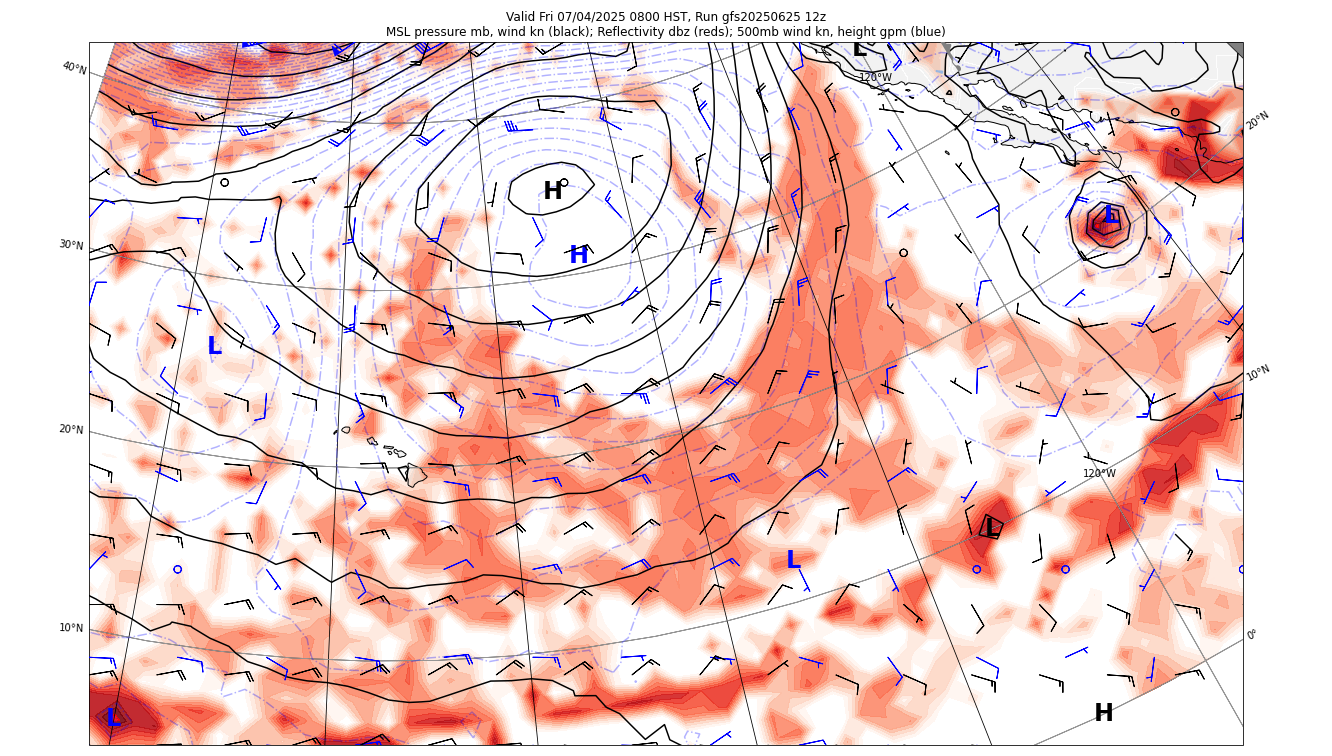 Valid Fri 07/04/2025 0800 HST, Run gfs20250625 12z
MSL pressure mb, wind kn (black); Reflectivity dbz (reds); 500mb wind kn, height gpm (blue)
L
40°N
120°W
20°N
H
L
30°N
H
L
10°N
20°N
120°W
L
L
10°N
0°
L
H